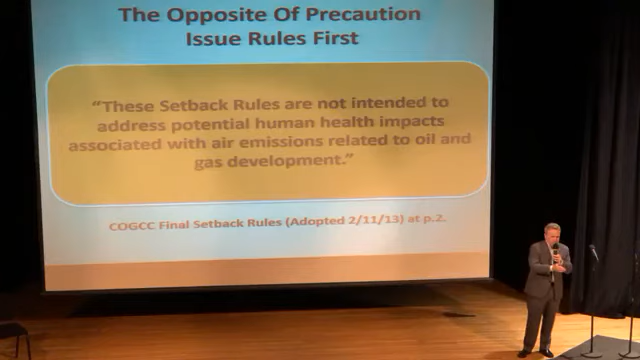 The Opposite Of Precaution
Issue Rules First
“These Setback Rules are not intended to
address potential human health impacts
associated with air emissions related to oil and
gas development.”
COGCC Final Setback Rules (Adopted 2/11/13) at p.2.